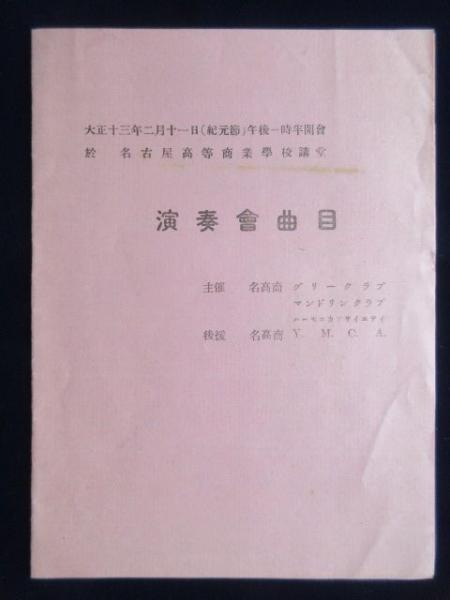 大正十三年二月十一日（紀元節）午後一時半開會
於　名古屋高等商業學校講堂
演奏會曲目
主催　名高商　グリークラブ
マンドリンクラブ
ハーモニカソサイエティ
後援　名高商　Y. M. C. A.